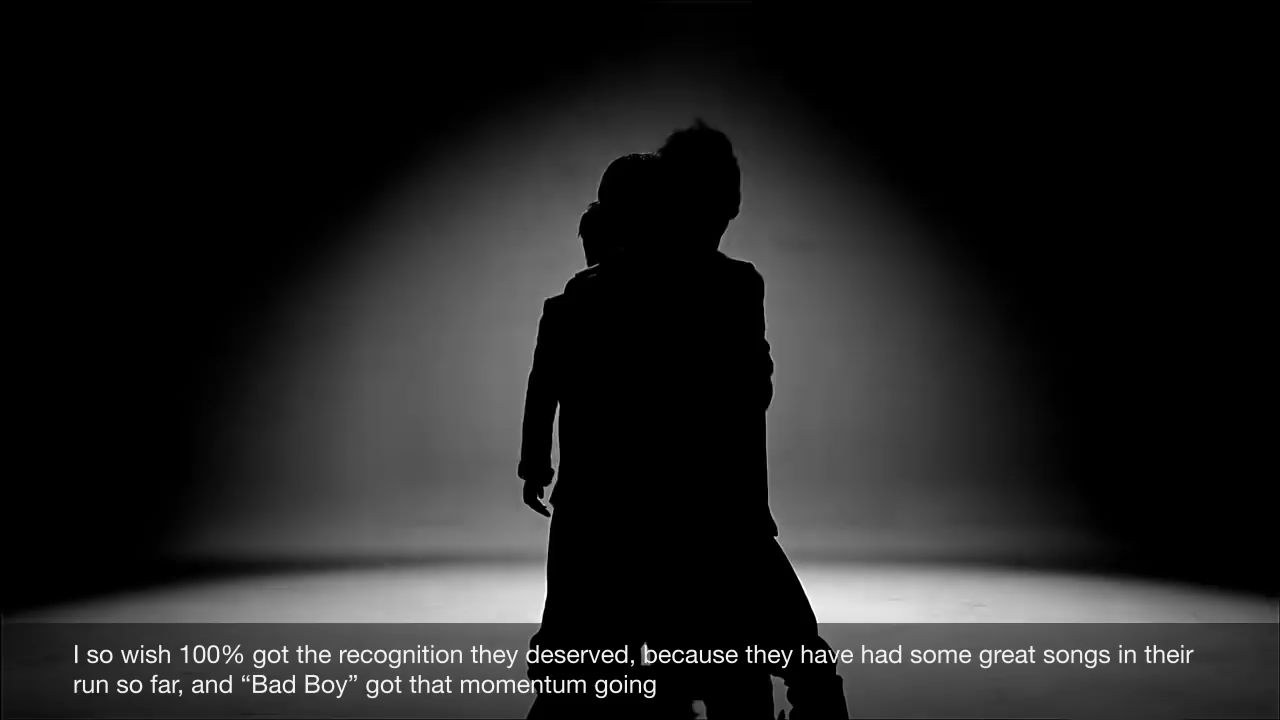 I so wish 100% got the recognition they deserved, because they have had some great songs in their
run so far, and “Bad Boy” got that momentum going